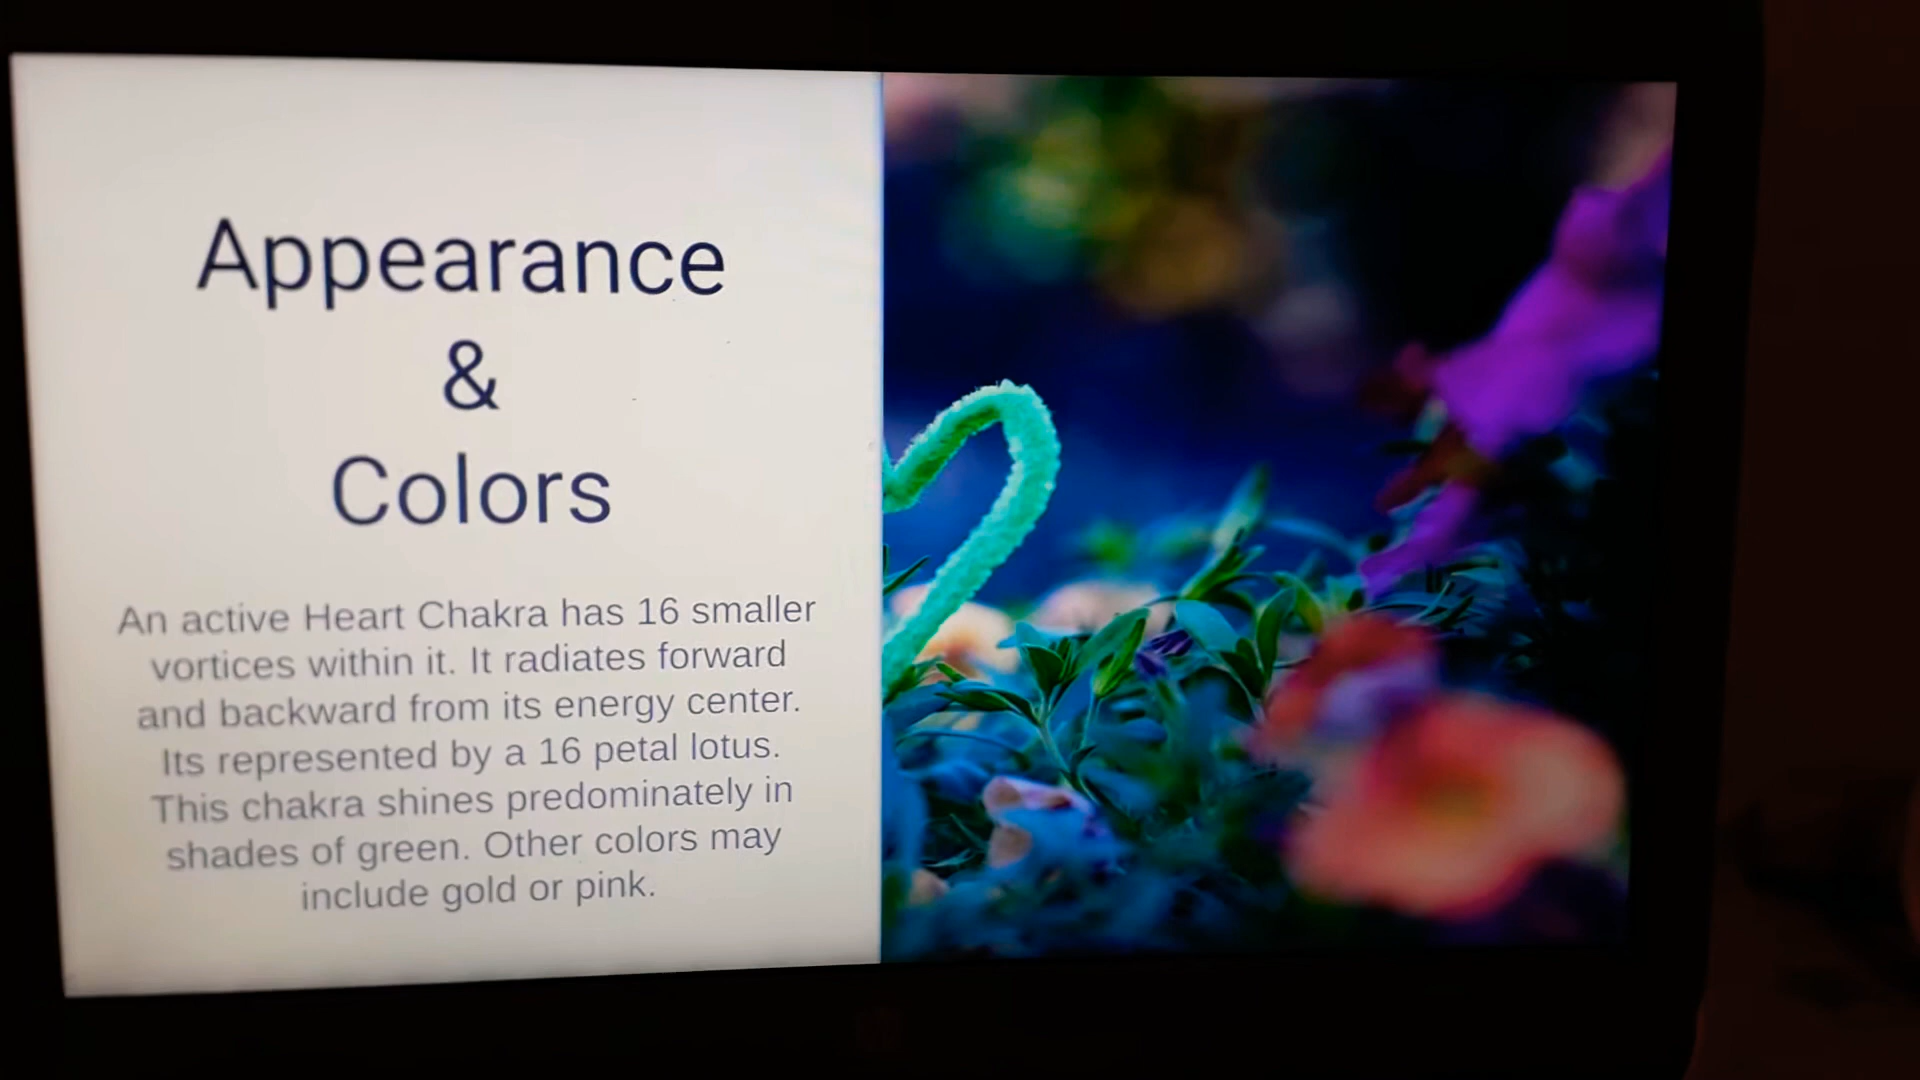 Appearance
&
Colors
An active Heart Chakra has 16 smaller
vortices within it. It radiates forward
and backward from its energy center.
Its represented by a 16 petal lotus.
This chakra shines predominately in
shades of green. Other colors may
include gold or pink.